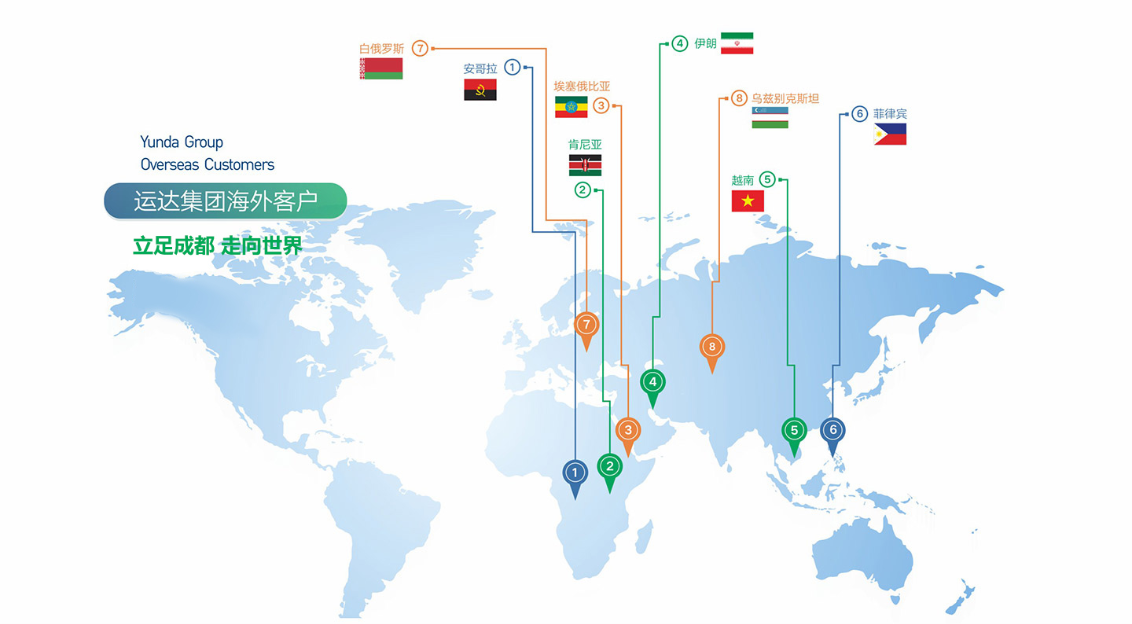 白俄罗斯 7
安哥拉 1
埃塞俄比亚
3
肯尼亚
2
4 伊朗
8 乌兹别克斯坦
6 菲律宾
越南 5
Yunda Group
Overseas Customers
运达集团海外客户
立足成都 走向世界
7
8
4
3
5
6
2
1